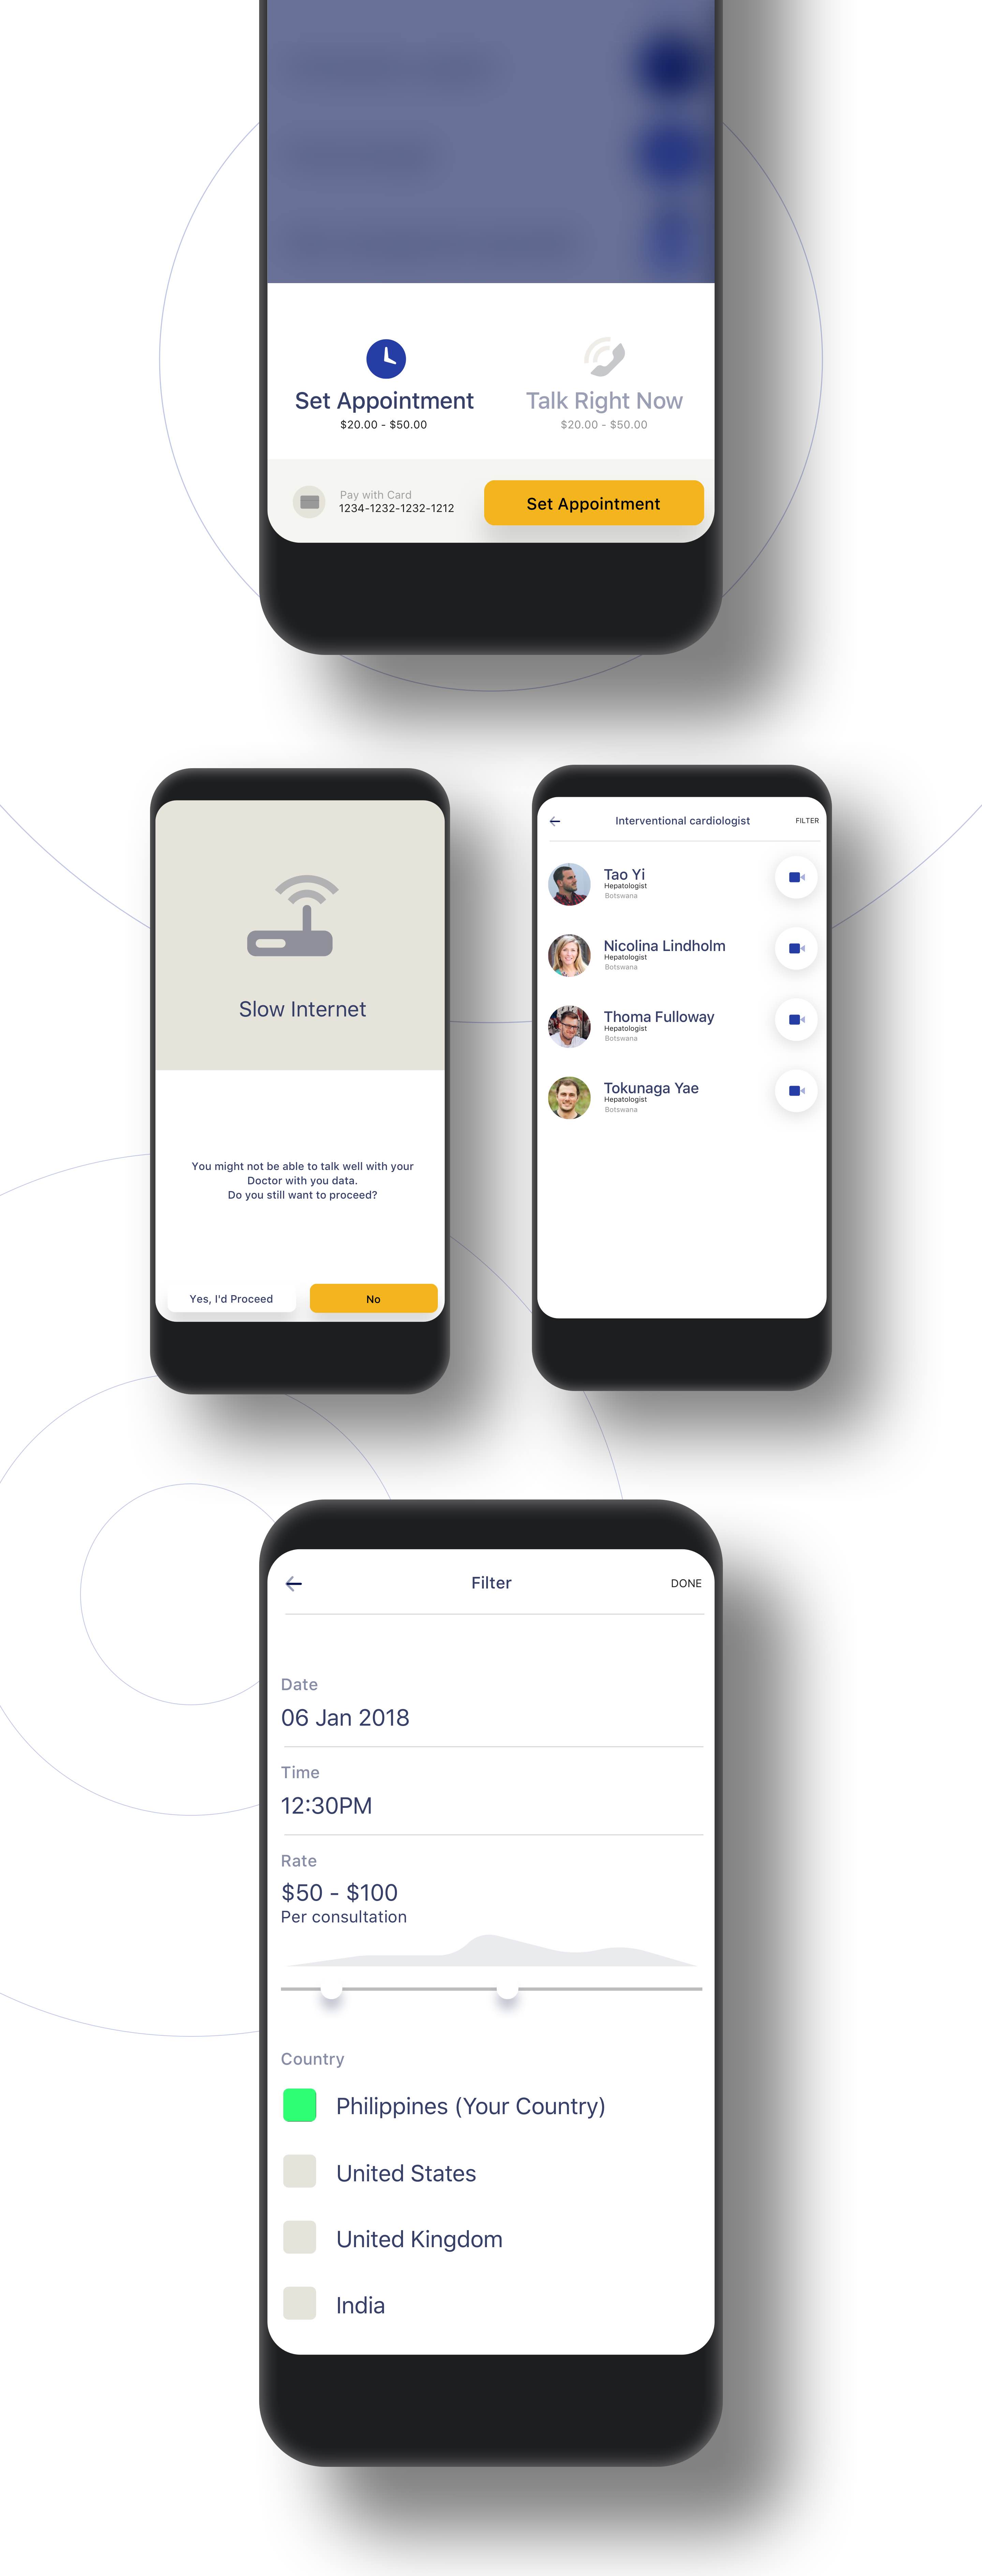 Set Appointment
$20.00 - $50.00
Talk Right Now
$20.00 - $50.00
Pay with Card
1234-1232-1232-1212
Set Appointment
Slow Internet
You might not be able to talk well with your
Doctor with you data.
Do you still want to proceed?
Yes, I'd Proceed
No
Interventional cardiologist
FILTER
Tao Yi
Hepatologist
Botswana
Nicolina Lindholm
Hepatologist
Botswana
Thoma Fulloway
Hepatologist
Botswana
Tokunaga Yae
Hepatologist
Botswana
Filter
DONE
Date
06 Jan 2018
Time
12:30PM
Rate
$50 - $100
Per consultation
Country
Philippines (Your Country)
United States
United Kingdom
India